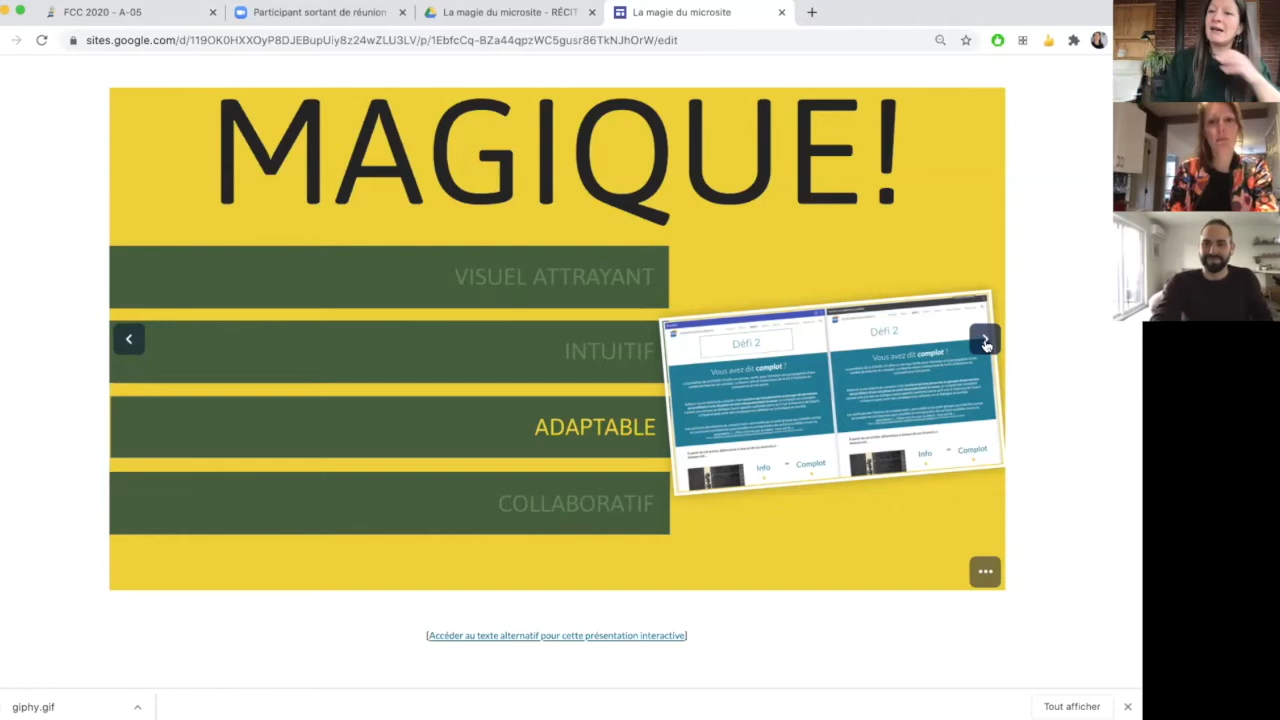 FCC 2020 - A-05
Participant sortant de réunion
La magie du microsite - RÉCIT
La magie du microsite
sites.google.com/d/119OK0HXXOyP8DJEBupUiy8z24wZLU3LV/p/1EbYcCq-BZa44qpzWC5gusr86TkNJhOrW/edit
MAGIQUE!
VISUEL ATTRAYANT
INTUITIF
ADAPTABLE
COLLABORATIF
Défi 2
Vous avez dit complot ?
Info
Complot
Défi 2
Vous avez dit complot ?
Info
Complot
[Accéder au texte alternatif pour cette présentation interactive]
giphy.gif
Tout afficher